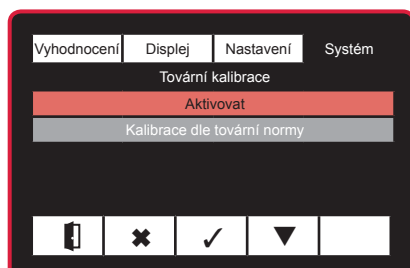 Vyhodnocení Displej Nastavení Systém
Tovární kalibrace
Aktivovat
Kalibrace dle tovární normy